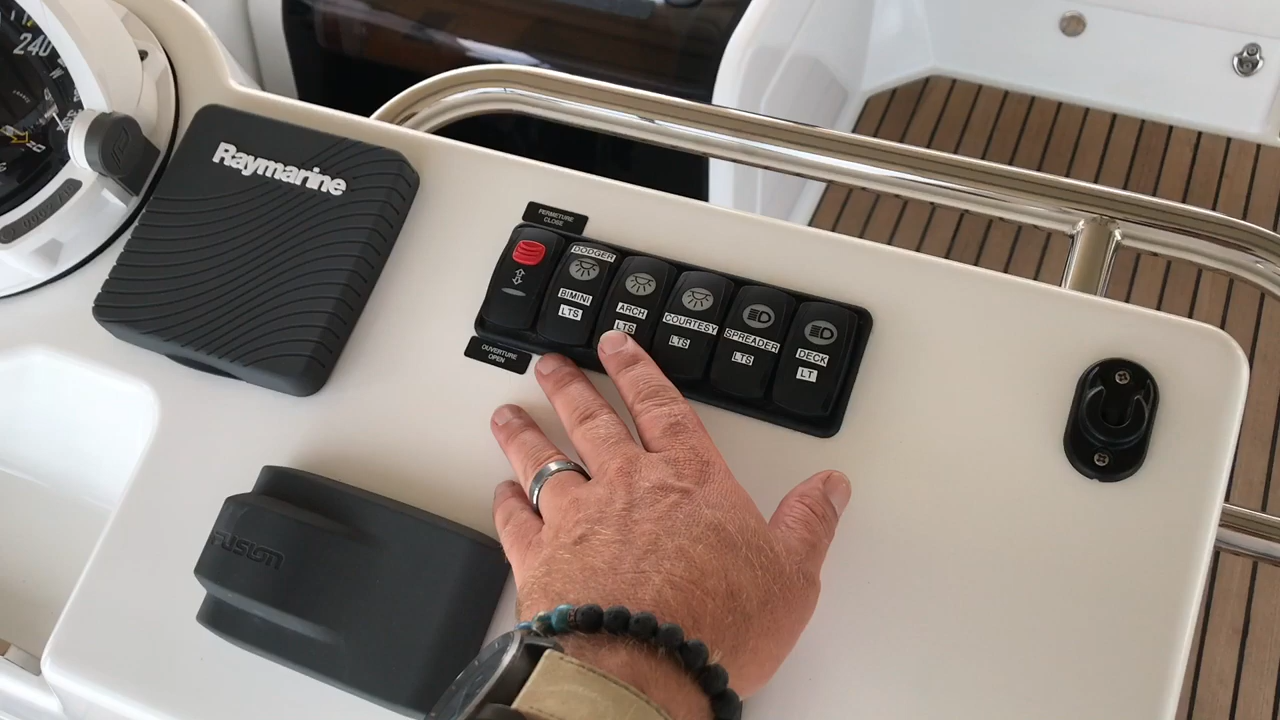 240
W
Raymarine
FERMETURE
CLOSE
DODGER
BIMINI
LTS
ARCH
LTS
COURTESY
LTS
SPREADER
LTS
DECK
LT
OUVERTURE
OPEN
FUSION